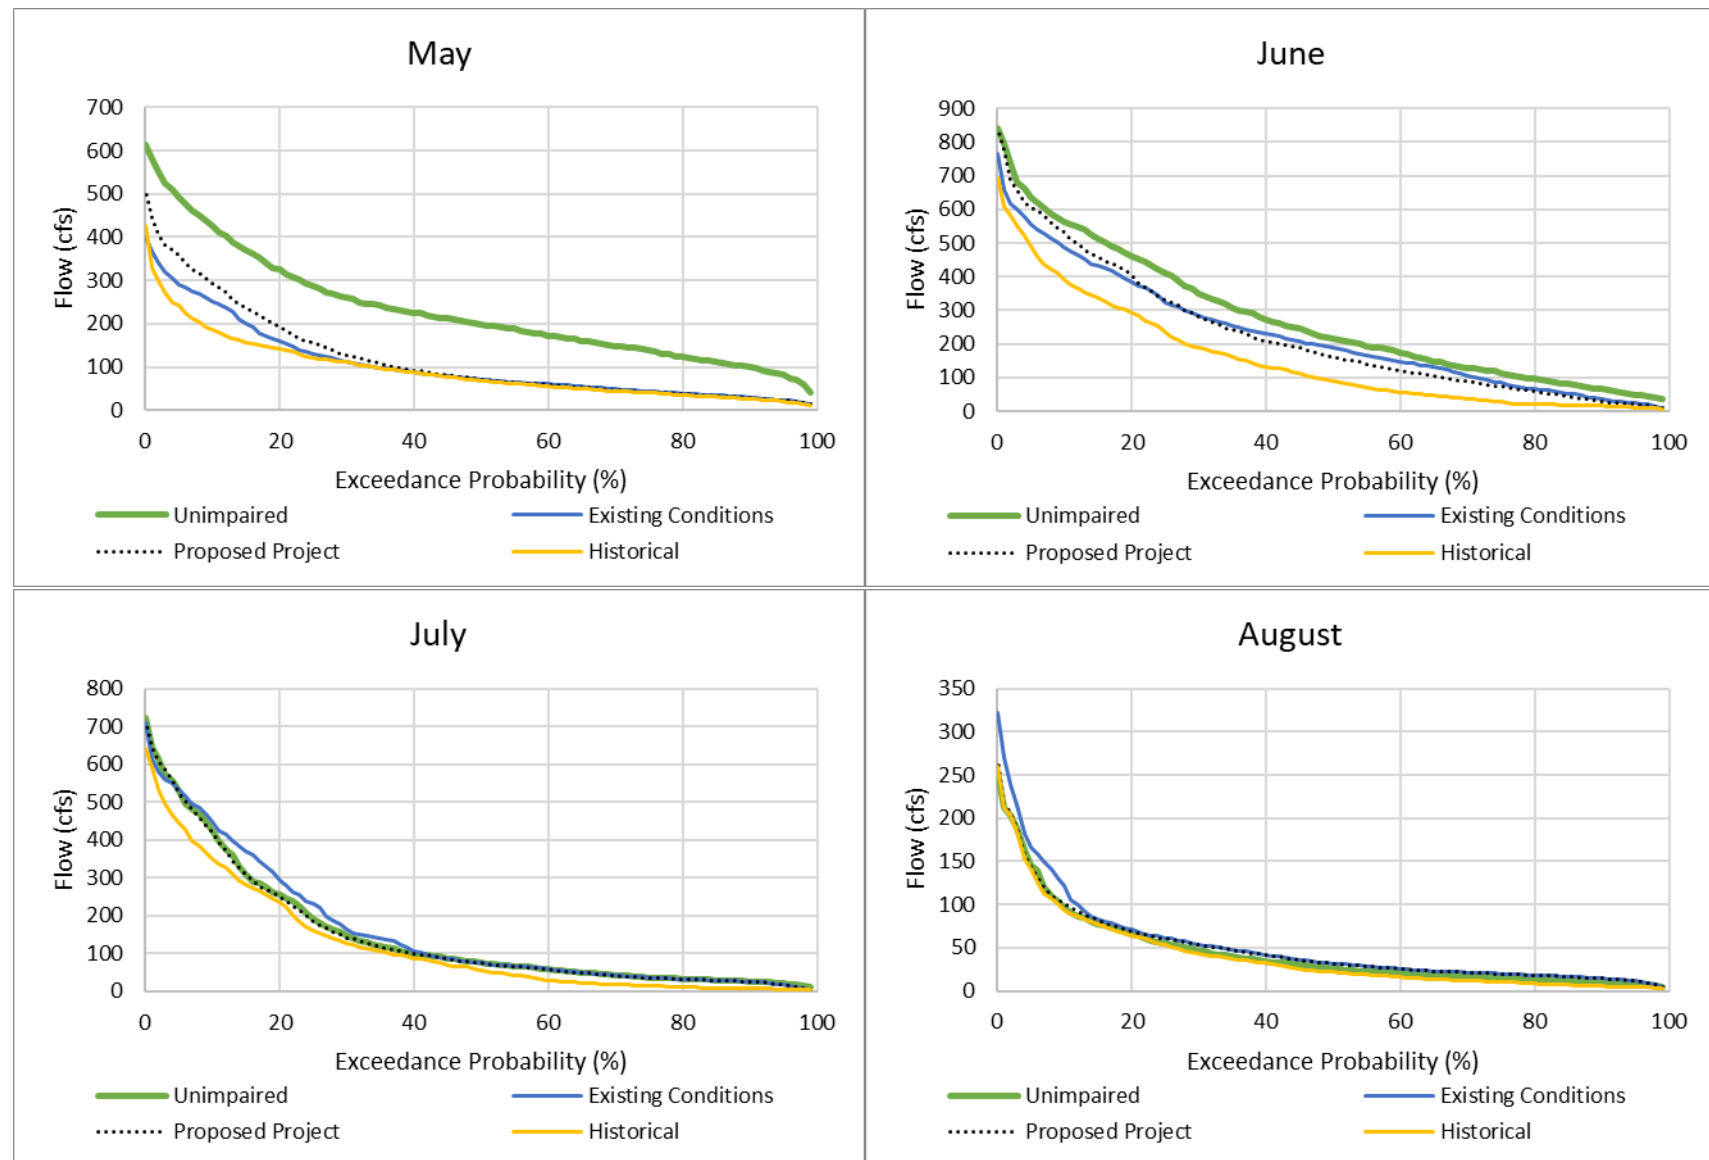 May
700
600
500
400
300
200
100
0
Flow (cfs)
0 20 40 60 80 100
Exceedance Probability (%)
Unimpaired Existing Conditions
Proposed Project Historical
June
900
800
700
600
500
400
300
200
100
0
Flow (cfs)
0 20 40 60 80 100
Exceedance Probability (%)
Unimpaired Existing Conditions
Proposed Project Historical
July
800
700
600
500
400
300
200
100
0
Flow (cfs)
0 20 40 60 80 100
Exceedance Probability (%)
Unimpaired Existing Conditions
Proposed Project Historical
August
350
300
250
200
150
100
50
0
Flow (cfs)
0 20 40 60 80 100
Exceedance Probability (%)
Unimpaired Existing Conditions
Proposed Project Historical